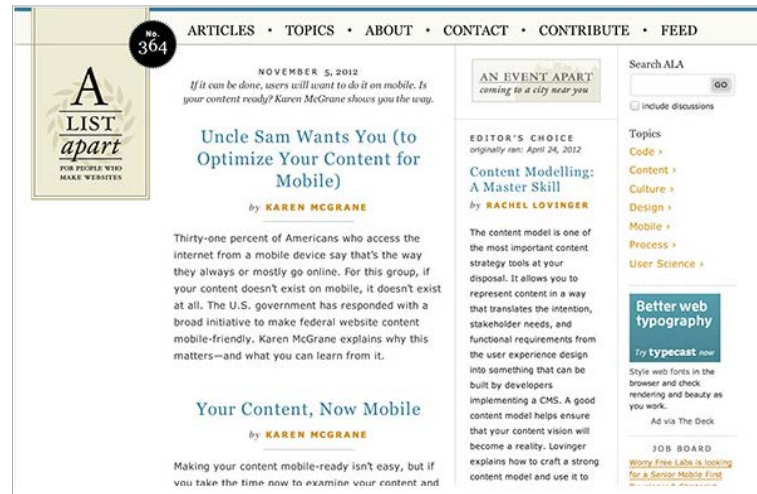 ARTICLES • TOPICS • ABOUT • CONTACT • CONTRIBUTE • FEED
No.
364
A
LIST
apart
FOR PEOPLE WHO
MAKE WEBSITES
NOVEMBER 5, 2012
If it can be done, users will want to do it on mobile. Is
your content ready? Karen McGrane shows you the way.
Uncle Sam Wants You (to
Optimize Your Content for
Mobile)
by KAREN MCGRANE
Thirty-one percent of Americans who access the
internet from a mobile device say that's the way
they always or mostly go online. For this group, if
your content doesn't exist on mobile, it doesn't exist
at all. The U.S. government has responded with a
broad initiative to make federal website content
mobile-friendly. Karen McGrane explains why this
matters—and what you can learn from it.
Your Content, Now Mobile
by KAREN MCGRANE
Making your content mobile-ready isn't easy, but if
you take the time now to examine your content and
AN EVENT APART
coming to a city near you
EDITOR'S CHOICE
originally ran: April 24, 2012
Content Modelling:
A Master Skill
by RACHEL LOVINGER
The content model is one of
the most important content
strategy tools at your
disposal. It allows you to
represent content in a way
that translates the intention,
stakeholder needs, and
functional requirements from
the user experience design
into something that can be
built by developers
implementing a CMS. A good
content model helps ensure
that your content vision will
become a reality. Lovinger
explains how to craft a strong
content model and use it to
Search ALA
GO
include discussions
Topics
Code ›
Content ›
Culture ›
Design ›
Mobile ›
Process ›
User Science ›
Better web
typography
Try typecast now
Style web fonts in the
browser and check
rendering and beauty as
you work.
Ad via The Deck
JOB BOARD
Worry Free Labs is looking
for a Senior Mobile First